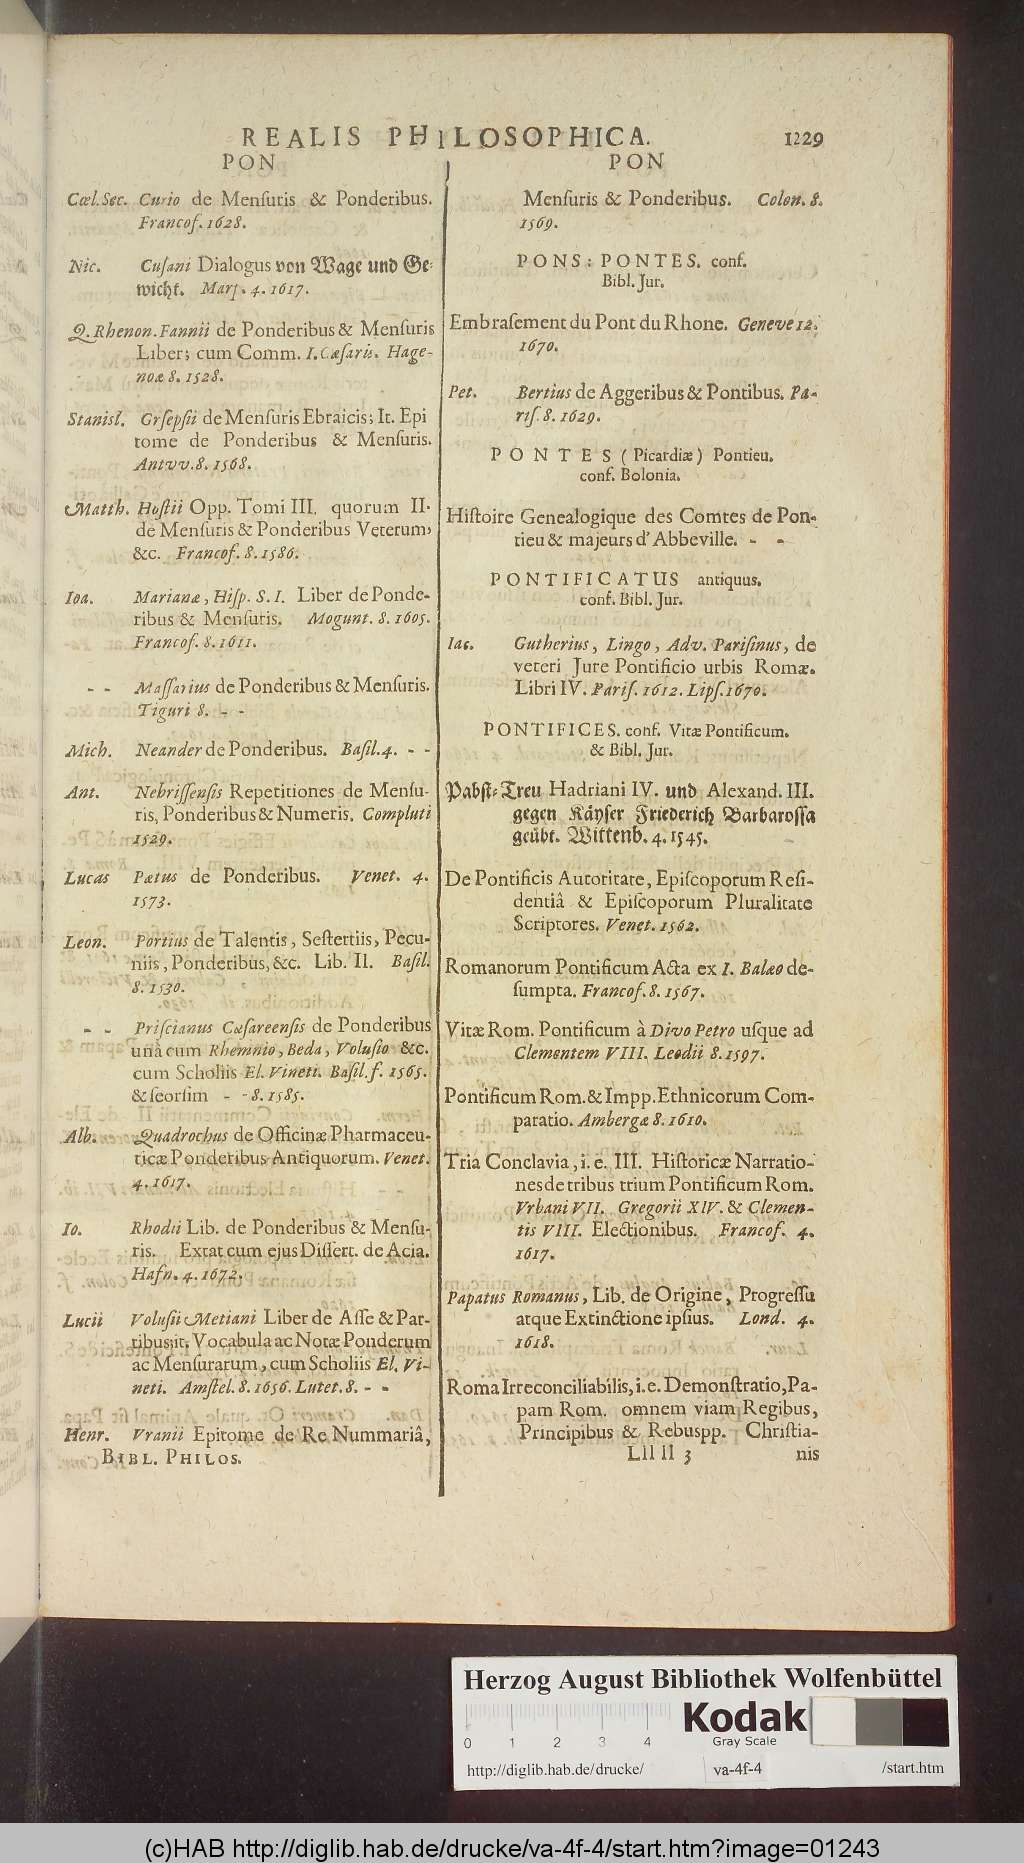 REALIS PHILOSOPHICA. 1229
PON
Cœl. Sec. Curio de Menſuris & Ponderibus.
Francof. 1628.
Nic. Cuſani Dialogus von Wage und Ge-
wicht. Marp. 4. 1617.
Q. Rhenon. Fannii de Ponderibus & Menſuris
Liber; cum Comm. I. Cæſaris. Hage-
noæ 8. 1528.
Stanisl. Grſepſii de Menſuris Ebraicis; It. Epi
tome de Ponderibus & Menſuris.
Antvv. 8. 1568.
Matth. Hoſtii Opp. Tomi III. quorum II.
de Menſuris & Ponderibus Veterum,
&c. Francof. 8. 1586.
Ioa. Marianæ, Hiſp. S. I. Liber de Ponde-
ribus & Menſuris. Mogunt. 8. 1605.
Francof. 8. 1611.
- - Maſſarius de Ponderibus & Menſuris.
Tiguri 8. - -
Mich. Neander de Ponderibus. Baſil. 4. - -
Ant. Nebriſſenſis Repetitiones de Menſu-
ris, Ponderibus & Numeris. Compluti
1529.
Lucas Pætus de Ponderibus. Venet. 4.
1573.
Leon. Portius de Talentis, Seſtertiis, Pecu-
niis, Ponderibus, &c. Lib. II. Baſil.
8. 1530.
- - Priſcianus Cæſareenſis de Ponderibus
unà cum Rhemnio, Beda, Voluſio &c.
cum Scholiis El. Vineti. Baſil. f. 1565.
& ſeorſim - - 8. 1585.
Alb. Quadrochus de Officinæ Pharmaceu-
ticæ Ponderibus Antiquorum. Venet.
4. 1617.
Io. Rhodii Lib. de Ponderibus & Menſu-
ris. Extat cum ejus Diſſert. de Acia.
Hafn. 4. 1672.
Lucii Voluſii Metiani Liber de Aſſe & Par-
tibus; it. Vocabula ac Notæ Ponderum
ac Menſurarum, cum Scholiis El. Vi-
neti. Amſtel. 8. 1656. Lutet. 8. - -
Henr. Vranii Epitome de Re Nummariâ,
BIBL. PHILOS.
PON
Menſuris & Ponderibus. Colon. 8.
1569.
PONS: PONTES. conf.
Bibl. Jur.
Embraſement du Pont du Rhone. Geneve 12.
1670.
Pet. Bertius de Aggeribus & Pontibus. Pa-
riſ. 8. 1629.
PONTES (Picardiæ) Pontieu.
conf. Bolonia.
Hiſtoire Genealogique des Comtes de Pon-
tieu & majeurs d'Abbeville. - -
PONTIFICATUS antiquus.
conf. Bibl. Jur.
Iac. Gutherius, Lingo, Adv. Pariſinus, de
veteri Jure Pontificio urbis Romæ.
Libri IV. Pariſ. 1612. Lipſ. 1670.
PONTIFICES. conf. Vitæ Pontificum.
& Bibl. Jur.
Pabſt-Treu Hadriani IV. und Alexand. III.
gegen Käyſer Friederich Barbaroſſa
geübt. Wittenb. 4. 1545.
De Pontificis Autoritate, Epiſcoporum Reſi-
dentiâ & Epiſcoporum Pluralitate
Scriptores. Venet. 1562.
Romanorum Pontificum Acta ex I. Balæo de-
ſumpta. Francof. 8. 1567.
Vitæ Rom. Pontificum à Divo Petro uſque ad
Clementem VIII. Leodii 8. 1597.
Pontificum Rom. & Impp. Ethnicorum Com-
paratio. Ambergæ 8. 1610.
Tria Conclavia, i. e. III. Hiſtoricæ Narratio-
nes de tribus trium Pontificum Rom.
Vrbani VII. Gregorii XIV. & Clemen-
tis VIII. Electionibus. Francof. 4.
1617.
Papatus Romanus, Lib. de Origine, Progreſſu
atque Extinctione ipſius. Lond. 4.
1618.
Roma Irreconciliabilis, i. e. Demonſtratio, Pa-
pam Rom. omnem viam Regibus,
Principibus & Rebuspp. Chriſtia-
Lll ll 3 nis
Herzog August Bibliothek Wolfenbüttel
Kodak
Gray Scale
0 1 2 3 4
http://diglib.hab.de/drucke/ va-4f-4 /start.htm
(c)HAB http://diglib.hab.de/drucke/va-4f-4/start.htm?image=01243